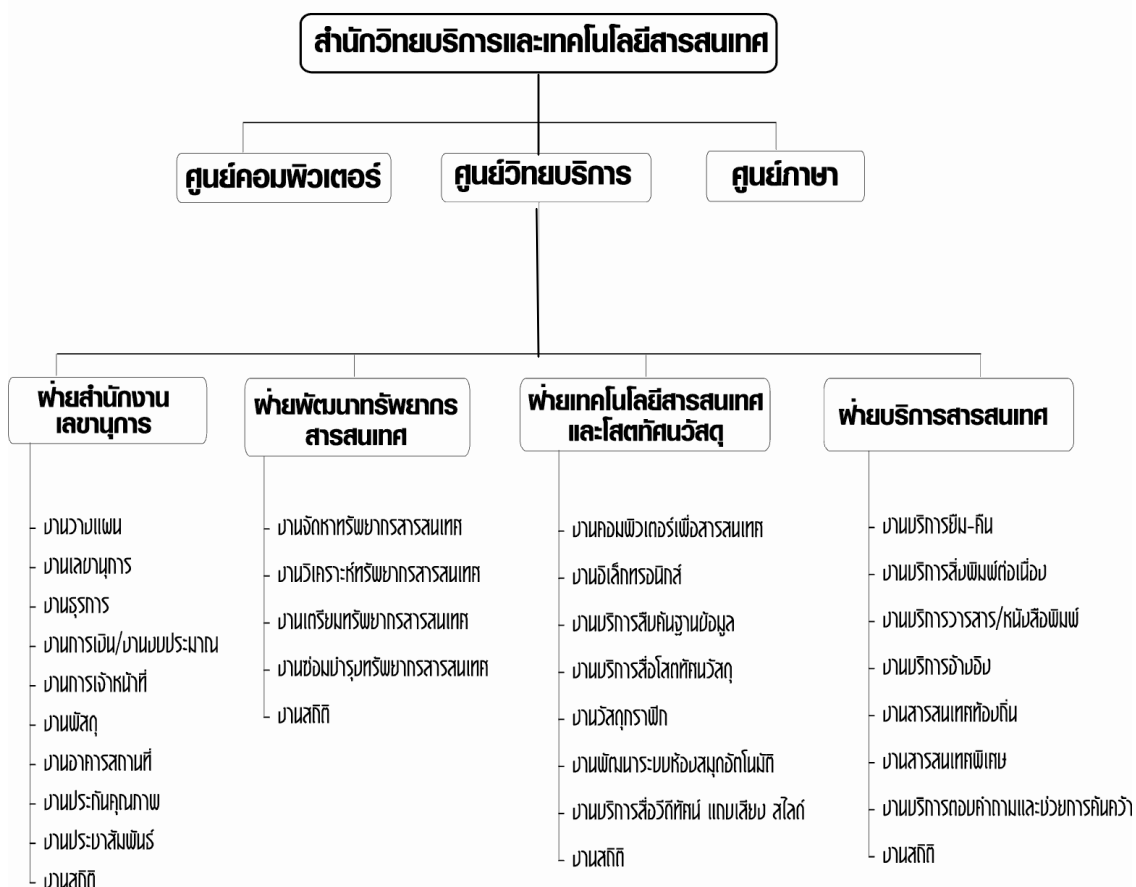 สำนักวิทยบริการและเทคโนโลยีสารสนเทศ
ศูนย์คอมพิวเตอร์
ศูนย์วิทยบริการ
ศูนย์ภาษา
ฝ่ายสำนักงาน
เลขานุการ
- งานวางแผน
- งานเลขานุการ
- งานธุรการ
- งานการเงิน/งานงบประมาณ
- งานการเจ้าหน้าที่
- งานพัสดุ
- งานอาคารสถานที่
- งานประกันคุณภาพ
- งานประชาสัมพันธ์
- งานสถิติ
ฝ่ายพัฒนาทรัพยากร
สารสนเทศ
- งานจัดหาทรัพยากรสารสนเทศ
- งานวิเคราะห์ทรัพยากรสารสนเทศ
- งานเตรียมทรัพยากรสารสนเทศ
- งานซ่อมบำรุงทรัพยากรสารสนเทศ
- งานสถิติ
ฝ่ายเทคโนโลยีสารสนเทศ
และโสตทัศนวัสดุ
- งานคอมพิวเตอร์เพื่อสารสนเทศ
- งานอิเล็กทรอนิกส์
- งานบริการสืบค้นฐานข้อมูล
- งานบริการสื่อโสตทัศนวัสดุ
- งานวัสดุกราฟิก
- งานพัฒนาระบบห้องสมุดอัตโนมัติ
- งานบริการสื่อวีดีทัศน์ แถบเสียง สไลด์
- งานสถิติ
ฝ่ายบริการสารสนเทศ
- งานบริการยืม-คืน
- งานบริการสิ่งพิมพ์ต่อเนื่อง
- งานบริการวารสาร/หนังสือพิมพ์
- งานบริการอ้างอิง
- งานสารสนเทศท้องถิ่น
- งานสารสนเทศพิเศษ
- งานบริการตอบคำถามและช่วยการค้นคว้า
- งานสถิติ